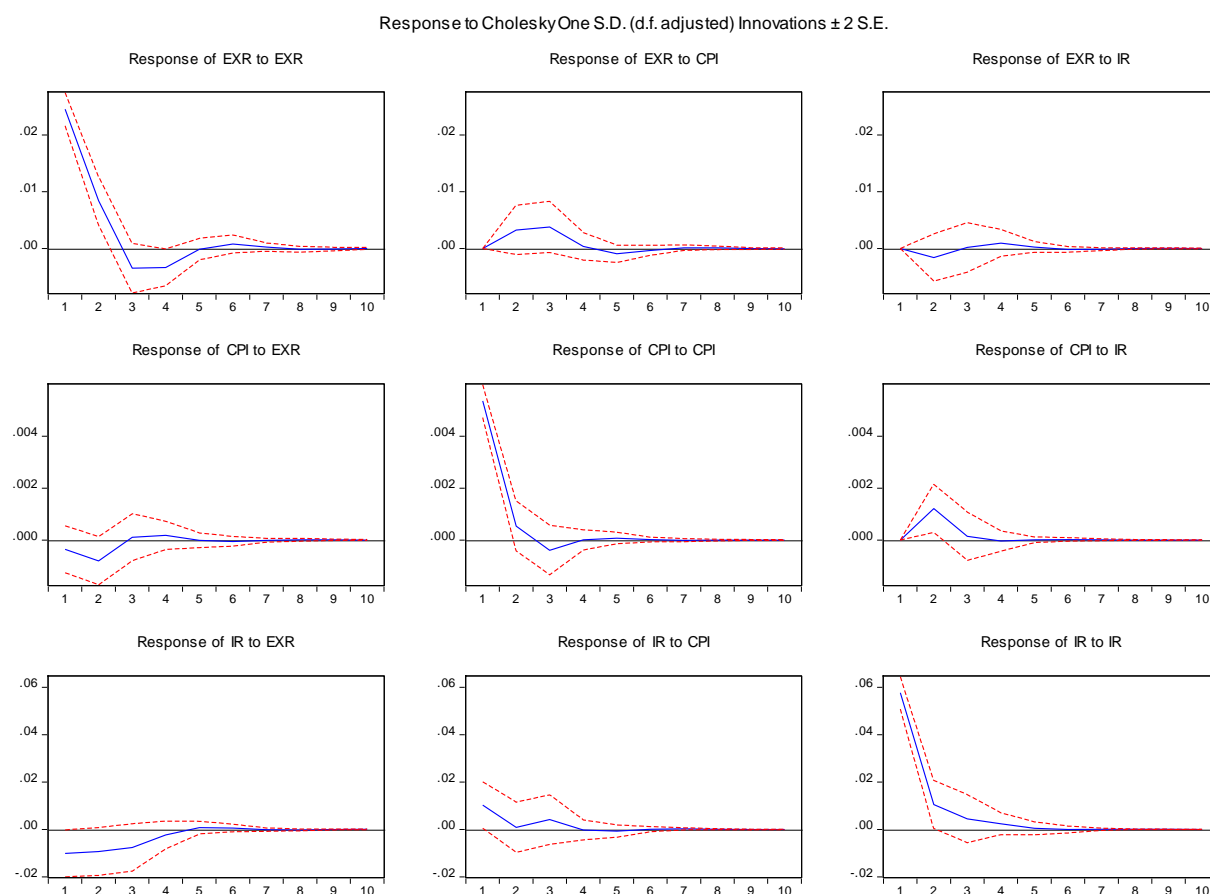 Response to Cholesky One S.D. (d.f. adjusted) Innovations ± 2 S.E.
Response of EXR to EXR
.02
.01
.00
1 2 3 4 5 6 7 8 9 10
Response of EXR to CPI
.02
.01
.00
1 2 3 4 5 6 7 8 9 10
Response of EXR to IR
.02
.01
.00
1 2 3 4 5 6 7 8 9 10
Response of CPI to EXR
.004
.002
.000
1 2 3 4 5 6 7 8 9 10
Response of CPI to CPI
.004
.002
.000
1 2 3 4 5 6 7 8 9 10
Response of CPI to IR
.004
.002
.000
1 2 3 4 5 6 7 8 9 10
Response of IR to EXR
.06
.04
.02
.00
-.02
1 2 3 4 5 6 7 8 9 10
Response of IR to CPI
.06
.04
.02
.00
-.02
1 2 3 4 5 6 7 8 9 10
Response of IR to IR
.06
.04
.02
.00
-.02
1 2 3 4 5 6 7 8 9 10